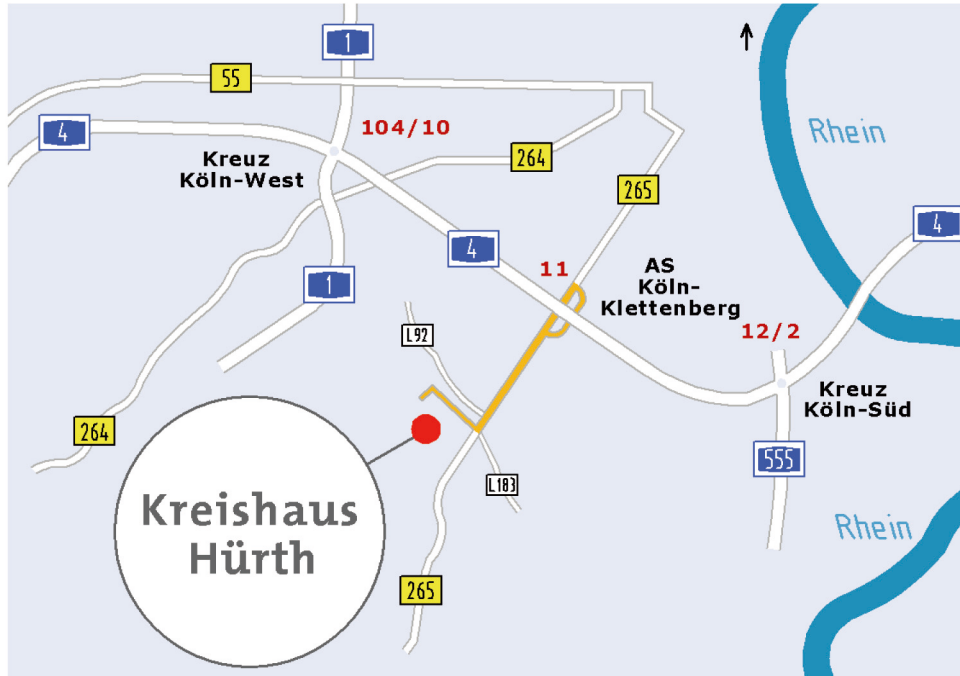 1
55
4
104/10
Kreuz
Köln-West
264
265
Rhein
4
4
11
AS
Köln-
Klettenberg
1
L92
12/2
Kreuz
Köln-Süd
264
555
L183
Kreishaus
Hürth
Rhein
265